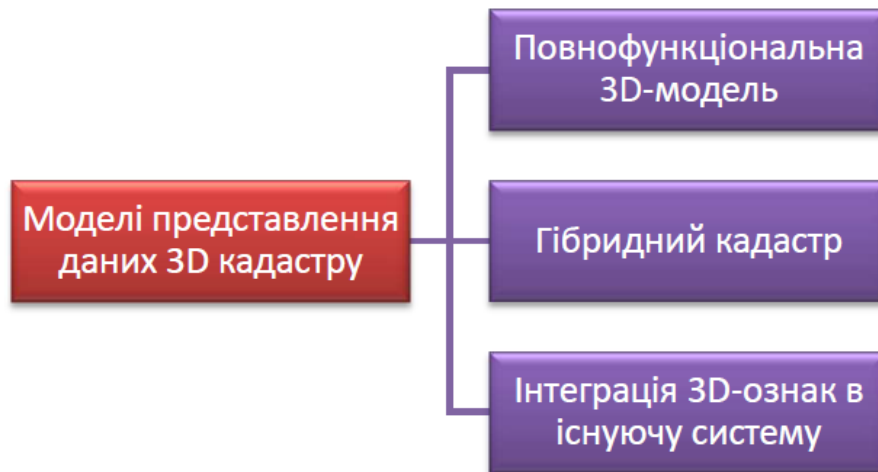 Повнофункціональна
3D-модель
Моделі представлення
даних 3D кадастру
Гібридний кадастр
Інтеграція 3D-ознак в
існуючу систему